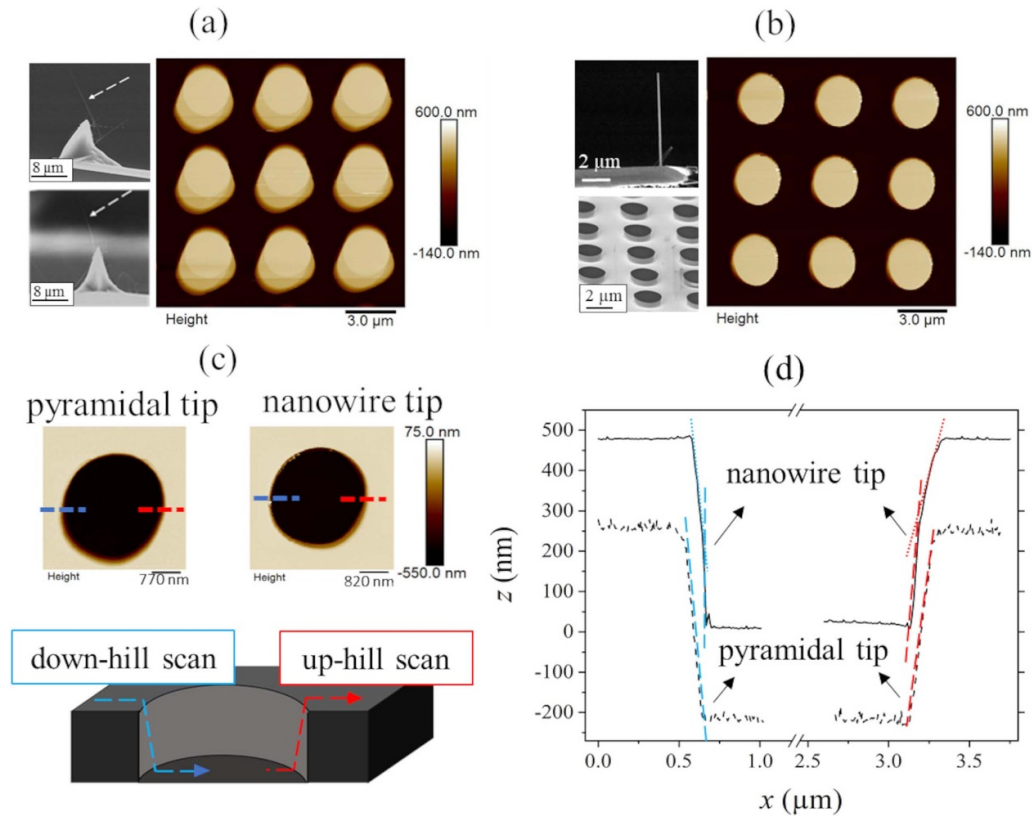 (a)
8 µm
8 µm
600.0 nm
-140.0 nm
Height
3.0 µm
(b)
2 µm
2 µm
600.0 nm
-140.0 nm
Height
3.0 µm
(c)
pyramidal tip
nanowire tip
75.0 nm
-550.0 nm
Height
770 nm
Height
820 nm
down-hill scan
up-hill scan
(d)
500
400
300
200
100
0
-100
-200
z (nm)
nanowire tip
pyramidal tip
0.0
0.5
1.0
2.5
3.0
3.5
x (µm)